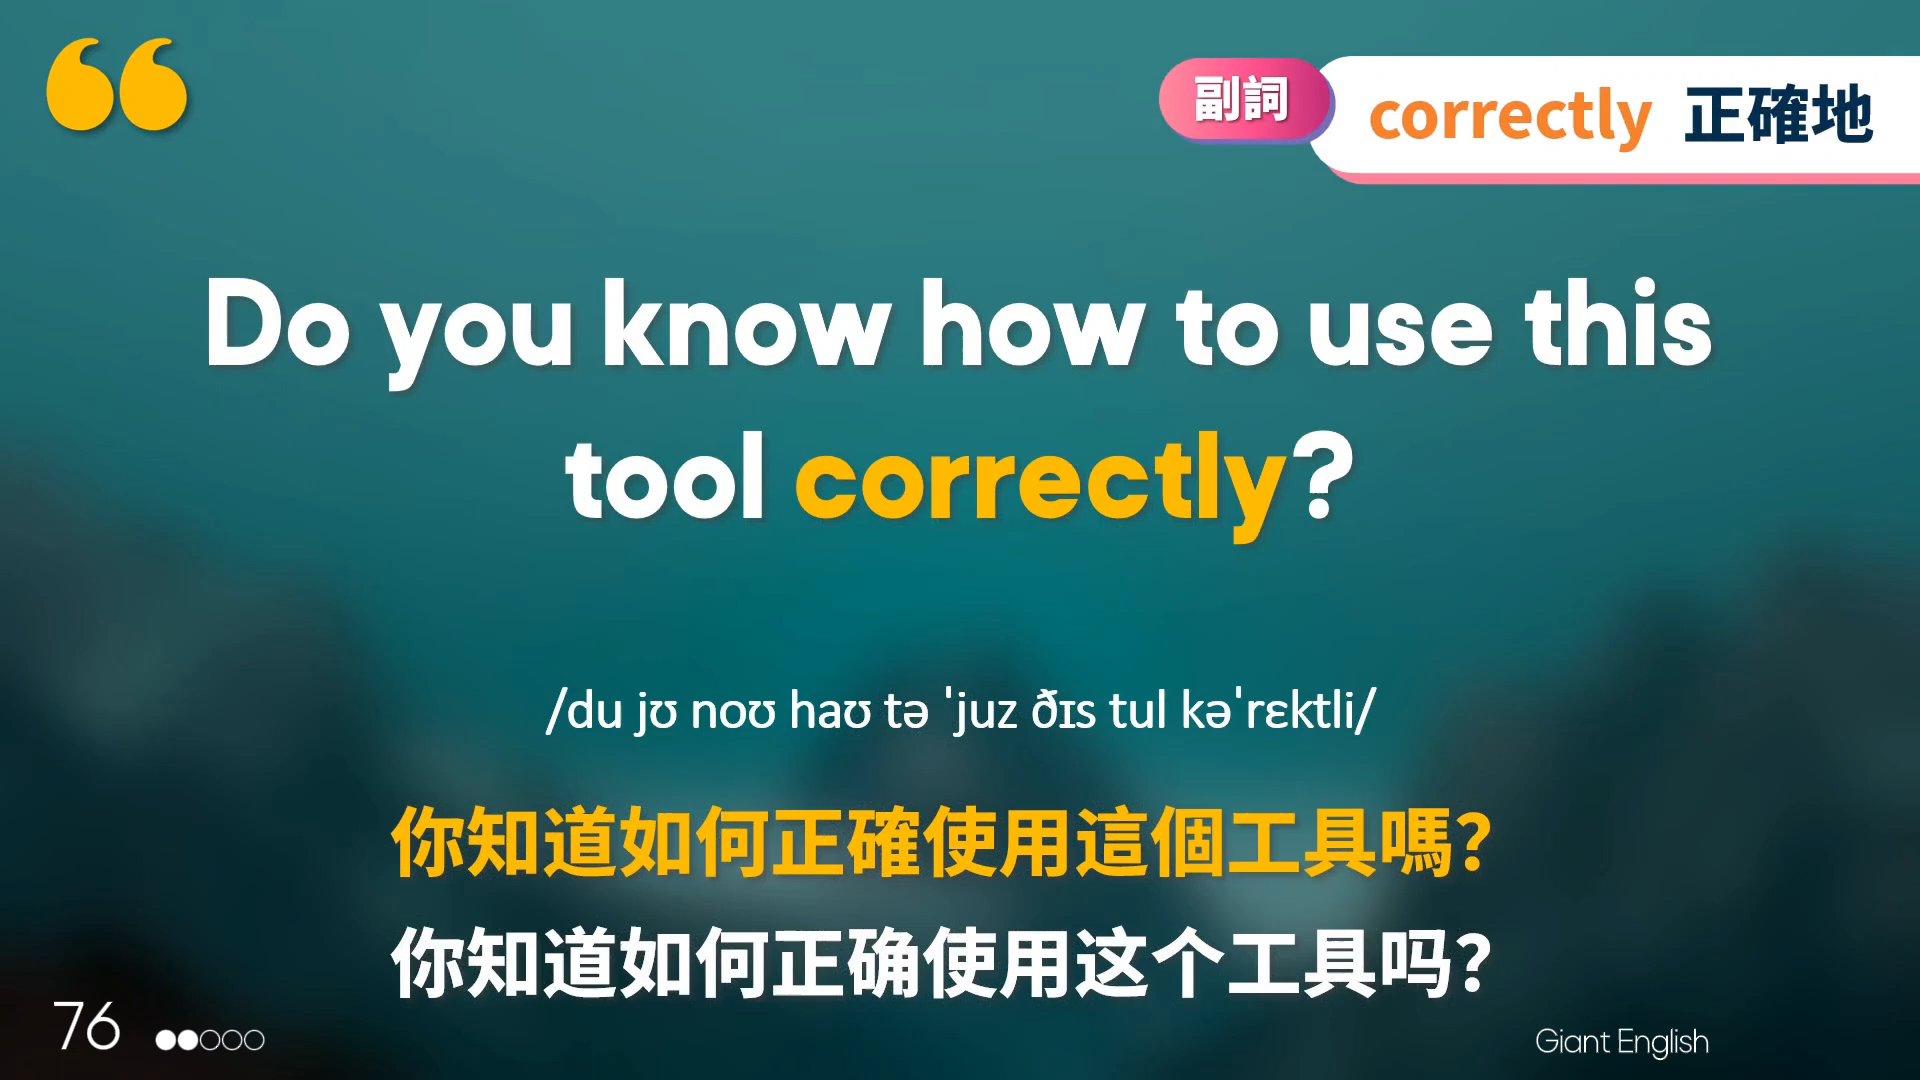 副詞 correctly 正確地
Do you know how to use this
tool correctly?
/du jʊ noʊ haʊ tə ˈjuz ðɪs tul kəˈrɛktli/
你知道如何正確使用這個工具嗎？
你知道如何正确使用这个工具吗？
76
Giant English